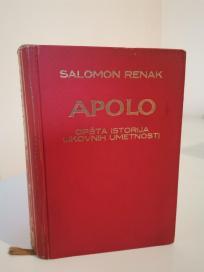 SALOMON RENAK
APOLO
OPŠTA ISTORIJA
LIKOVNIH UMETNOSTI